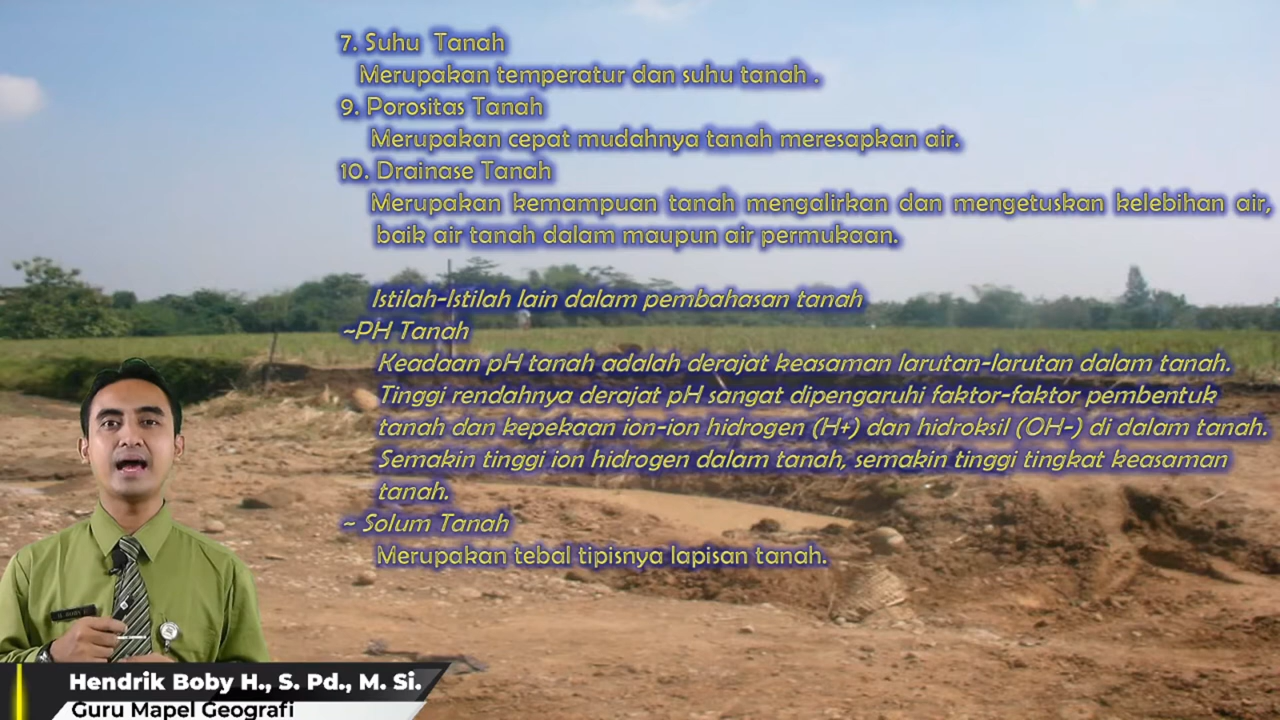 7. Suhu Tanah
Merupakan temperatur dan suhu tanah .
9. Porositas Tanah
Merupakan cepat mudahnya tanah meresapkan air.
10. Drainase Tanah
Merupakan kemampuan tanah mengalirkan dan mengetuskan kelebihan air,
baik air tanah dalam maupun air permukaan.
Istilah-Istilah lain dalam pembahasan tanah
~PH Tanah
Keadaan pH tanah adalah derajat keasaman larutan-larutan dalam tanah.
Tinggi rendahnya derajat pH sangat dipengaruhi faktor-faktor pembentuk
tanah dan kepekaan ion-ion hidrogen (H+) dan hidroksil (OH-) di dalam tanah.
Semakin tinggi ion hidrogen dalam tanah, semakin tinggi tingkat keasaman
tanah.
~ Solum Tanah
Merupakan tebal tipisnya lapisan tanah.
Hendrik Boby H., S. Pd., M. Si.
Guru Mapel Geografi